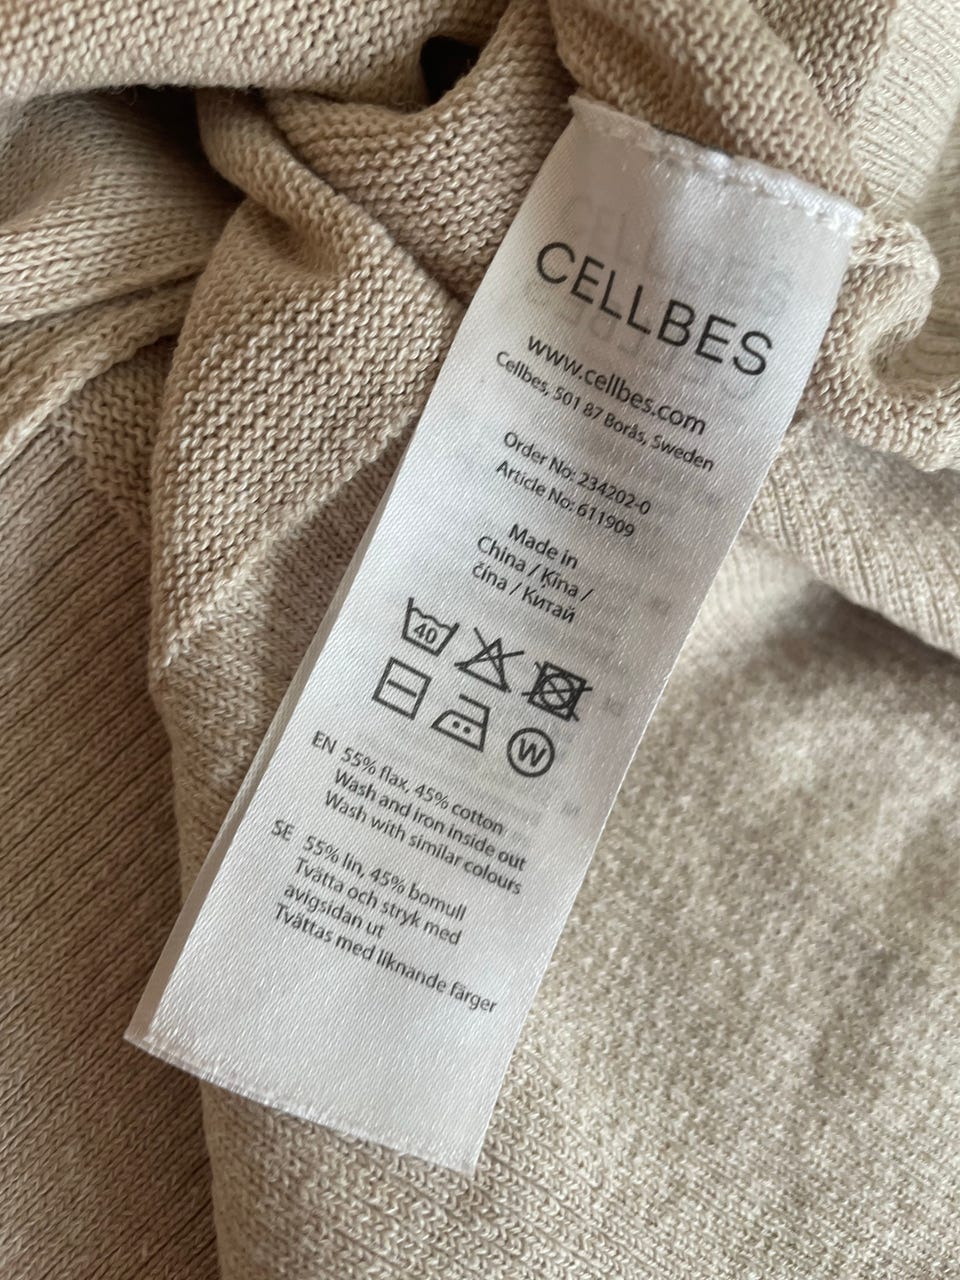 CELLBES
www.cellbes.com
Cellbes, 501 87 Borås, Sweden
Order No: 234202-0
Article No: 611909
Made in
China / Ķīna /
čína / Китай
40
W
EN 55% flax, 45% cotton
Wash and iron inside out
Wash with similar colours
SE 55% lin, 45% bomull
Tvätta och stryk med
avigsidan ut
Tvättas med liknande färger